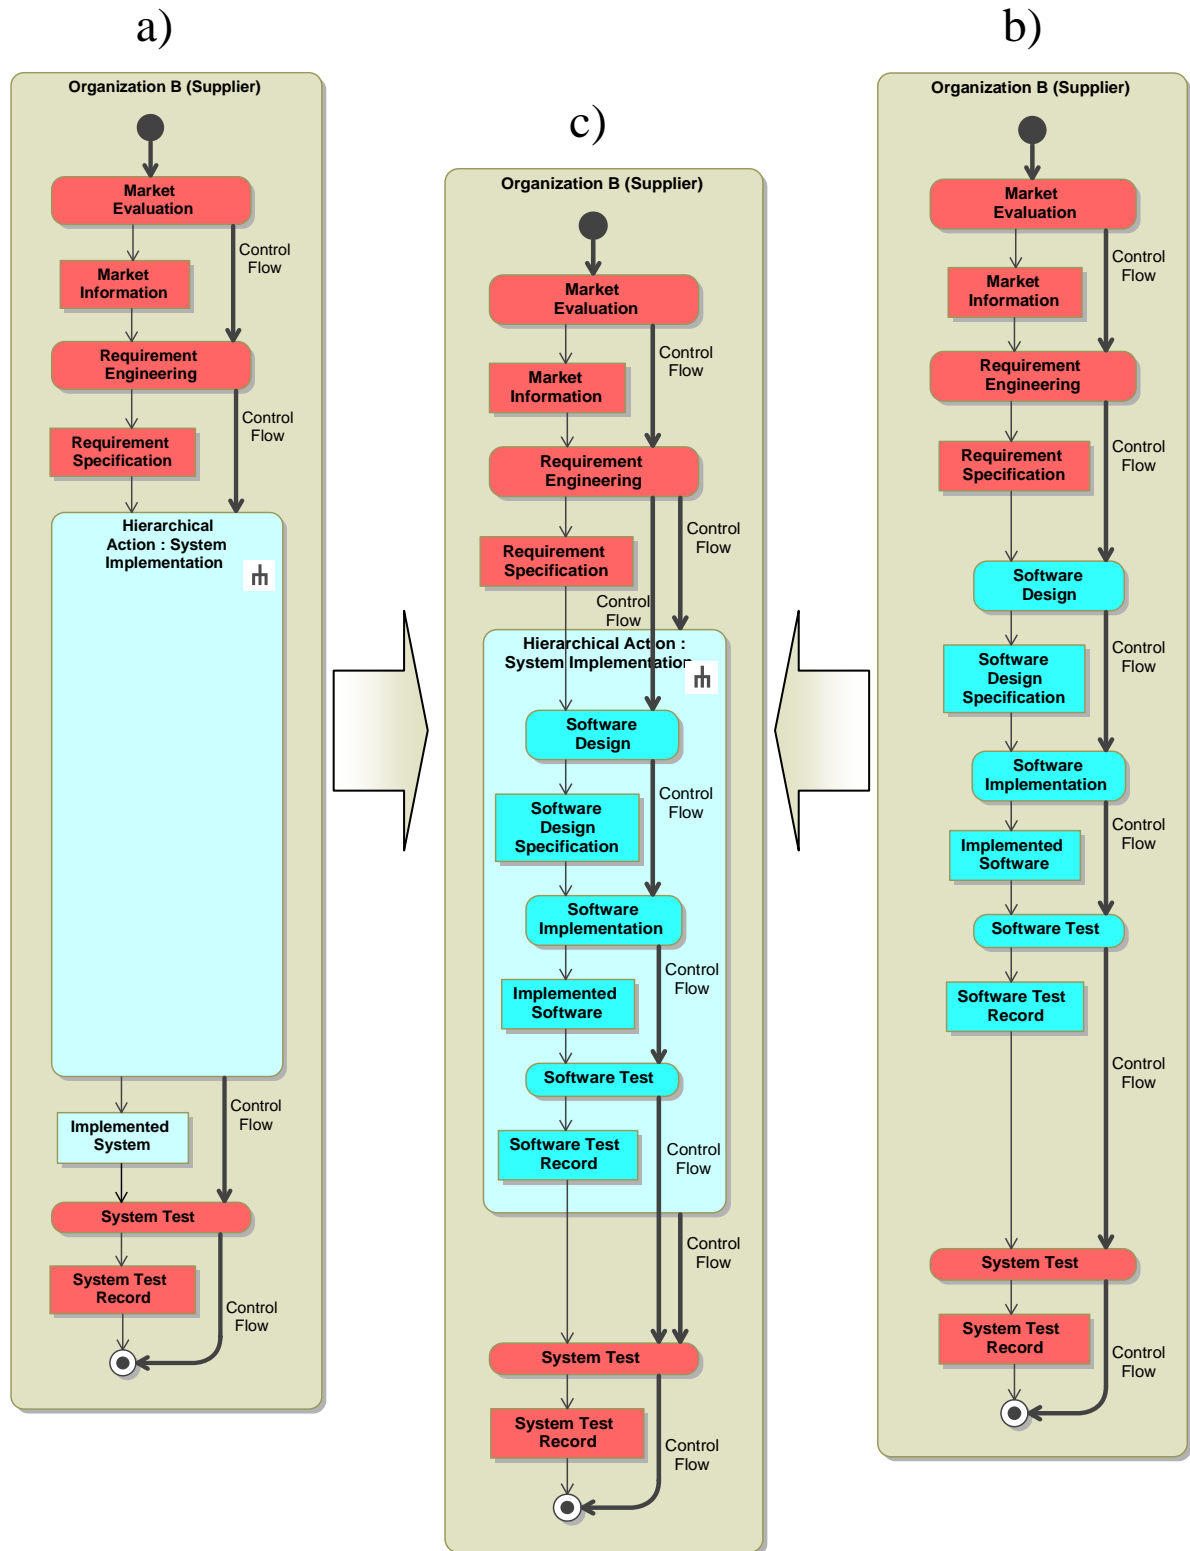 a)
Organization B (Supplier)
Market
Evaluation
Control
Flow
Market
Information
Requirement
Engineering
Control
Flow
Requirement
Specification
Hierarchical
Action : System
Implementation
Control
Flow
Implemented
System
System Test
System Test
Record
Control
Flow
c)
Organization B (Supplier)
Market
Evaluation
Control
Flow
Market
Information
Requirement
Engineering
Control
Flow
Requirement
Specification
Control
Flow
Hierarchical Action :
System Implementation
Software
Design
Control
Flow
Software
Design
Specification
Software
Implementation
Control
Flow
Implemented
Software
Software Test
Software Test
Record
Control
Flow
Control
Flow
System Test
System Test
Record
Control
Flow
b)
Organization B (Supplier)
Market
Evaluation
Control
Flow
Market
Information
Requirement
Engineering
Control
Flow
Requirement
Specification
Software
Design
Control
Flow
Software
Design
Specification
Software
Implementation
Control
Flow
Implemented
Software
Software Test
Software Test
Record
Control
Flow
System Test
System Test
Record
Control
Flow